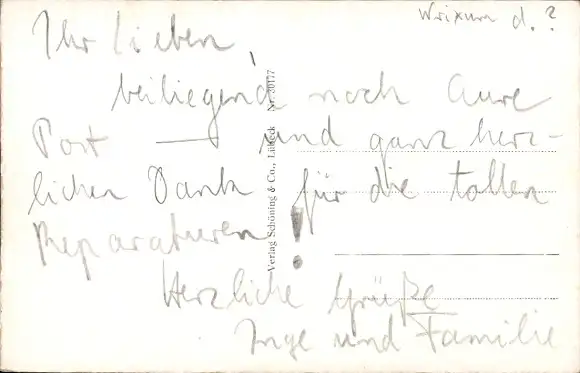 Wrixum d. ?
Ihr Lieben,
beiliegend noch Eure
Post — und ganz herz-
lichen Dank für die tollen
Reparaturen!
Herzliche Grüße
Inge und Familie
Verlag Schöning & Co., Lübeck Nr. 20177